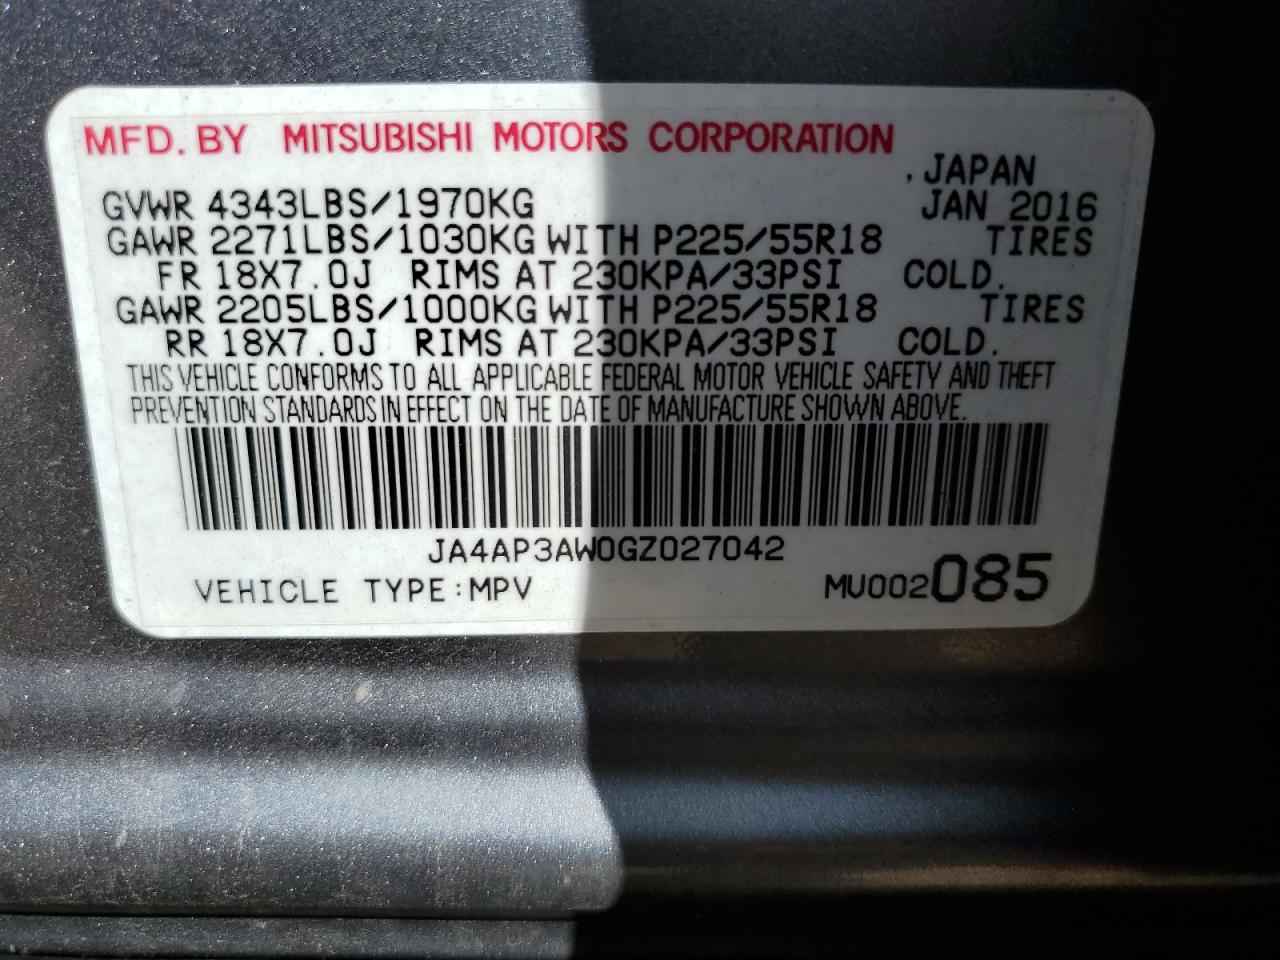 MFD. BY MITSUBISHI MOTORS CORPORATION
, JAPAN
GVWR 4343LBS/1970KG JAN 2016
GAWR 2271LBS/1030KG WITH P225/55R18 TIRES
FR 18X7.0J RIMS AT 230KPA/33PSI COLD.
GAWR 2205LBS/1000KG WITH P225/55R18 TIRES
RR 18X7.0J RIMS AT 230KPA/33PSI COLD.
THIS VEHICLE CONFORMS TO ALL APPLICABLE FEDERAL MOTOR VEHICLE SAFETY AND THEFT
PREVENTION STANDARDS IN EFFECT ON THE DATE OF MANUFACTURE SHOWN ABOVE.
JA4AP3AW0GZ027042
VEHICLE TYPE:MPV MU002085